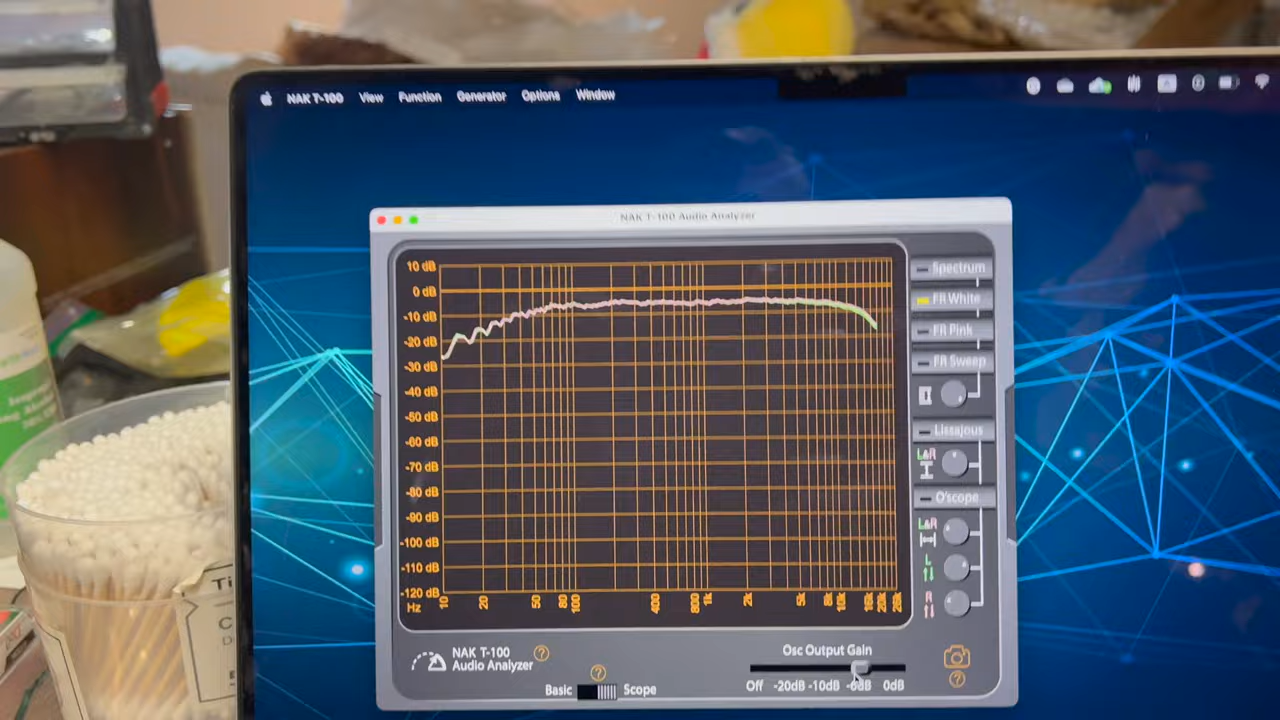 NAK T-100 View Function Generator Options Window
NAK T-100 Audio Analyzer
10 dB
0 dB
-10 dB
-20 dB
-30 dB
-40 dB
-50 dB
-60 dB
-70 dB
-80 dB
-90 dB
-100 dB
-110 dB
-120 dB
Hz 10 20 50 80 100 400 800 1k 2k 5k 8k 10k 16k 20k
Spectrum
FR White
FR Pink
FR Sweep
Lissajous
L&R
O'scope
L&R
L
R
NAK T-100
Audio Analyzer
?
?
Basic
Scope
Osc Output Gain
Off -20dB -10dB -6dB 0dB
?
Ti
C
D